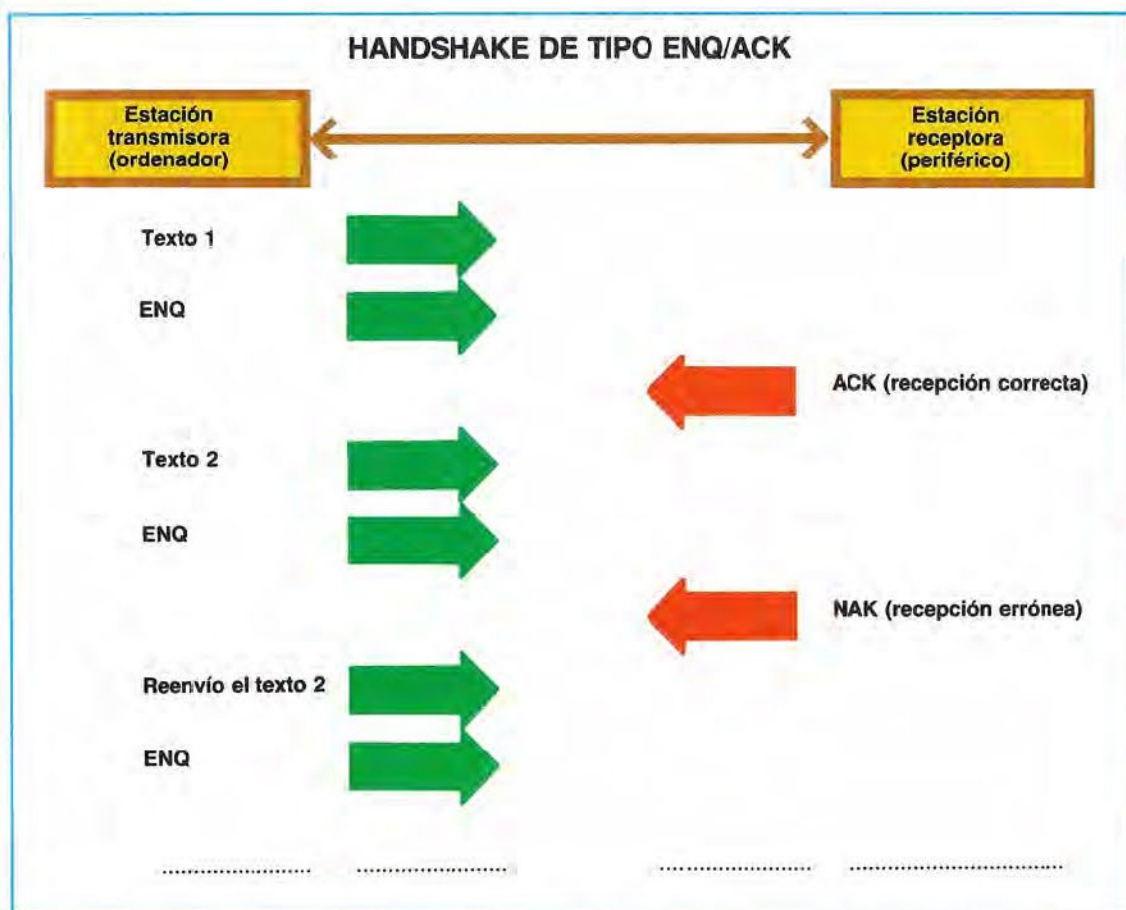 HANDSHAKE DE TIPO ENQ/ACK
Estación
transmisora
(ordenador)
Estación
receptora
(periférico)
Texto 1
ENQ
ACK (recepción correcta)
Texto 2
ENQ
NAK (recepción errónea)
Reenvío el texto 2
ENQ